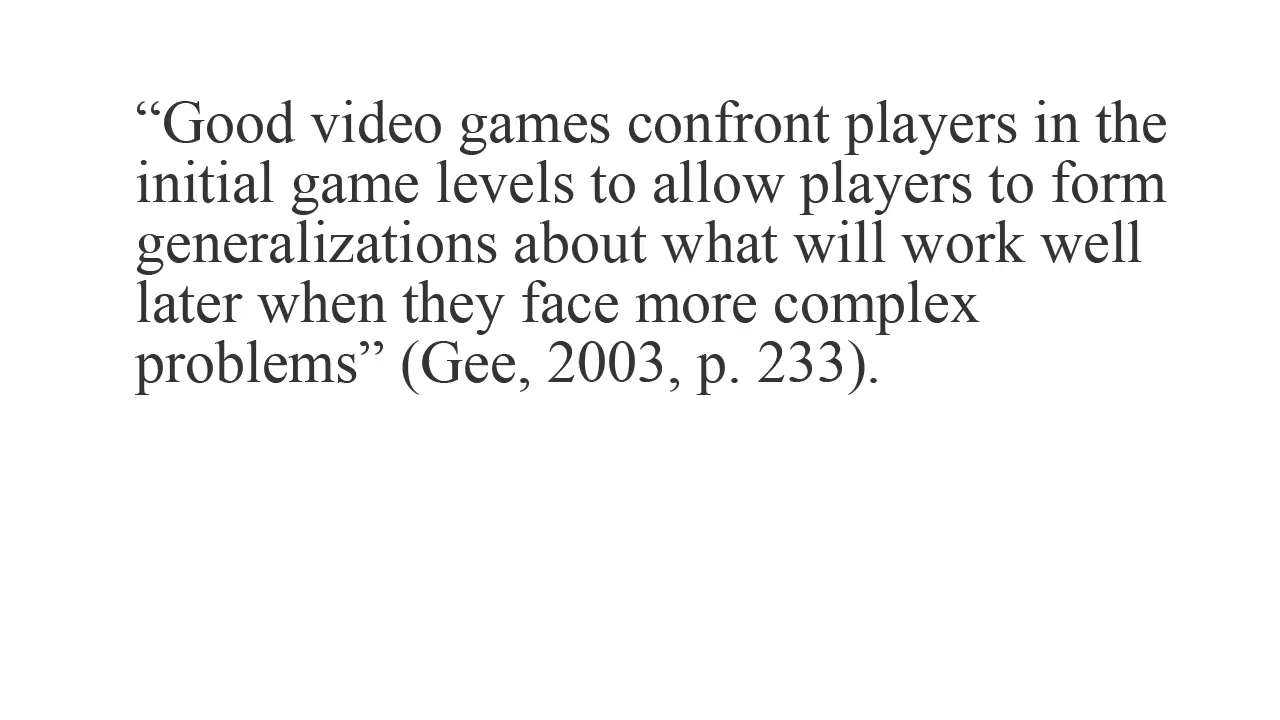 “Good video games confront players in the
initial game levels to allow players to form
generalizations about what will work well
later when they face more complex
problems” (Gee, 2003, p. 233).